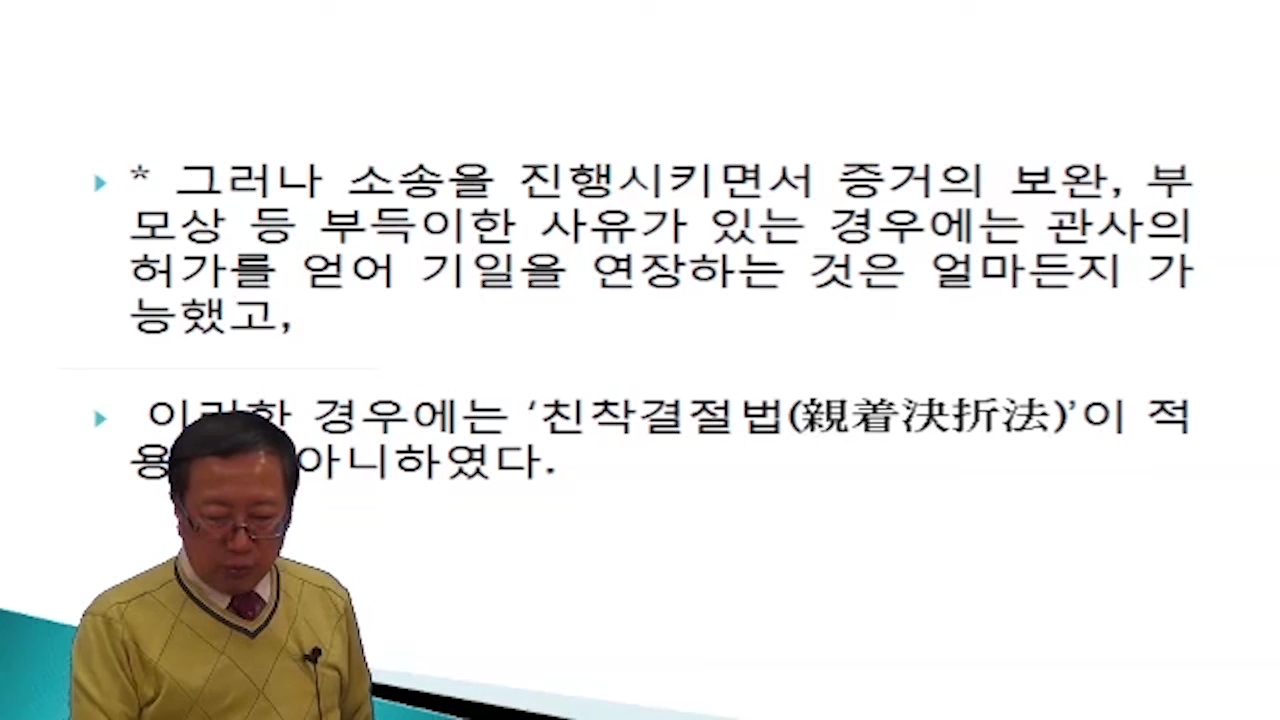 * 그러나 소송을 진행시키면서 증거의 보완, 부
모상 등 부득이한 사유가 있는 경우에는 관사의
허가를 얻어 기일을 연장하는 것은 얼마든지 가
능했고,
경우에는 ‘친착결절법(親着決折法)’이 적
아니하였다.